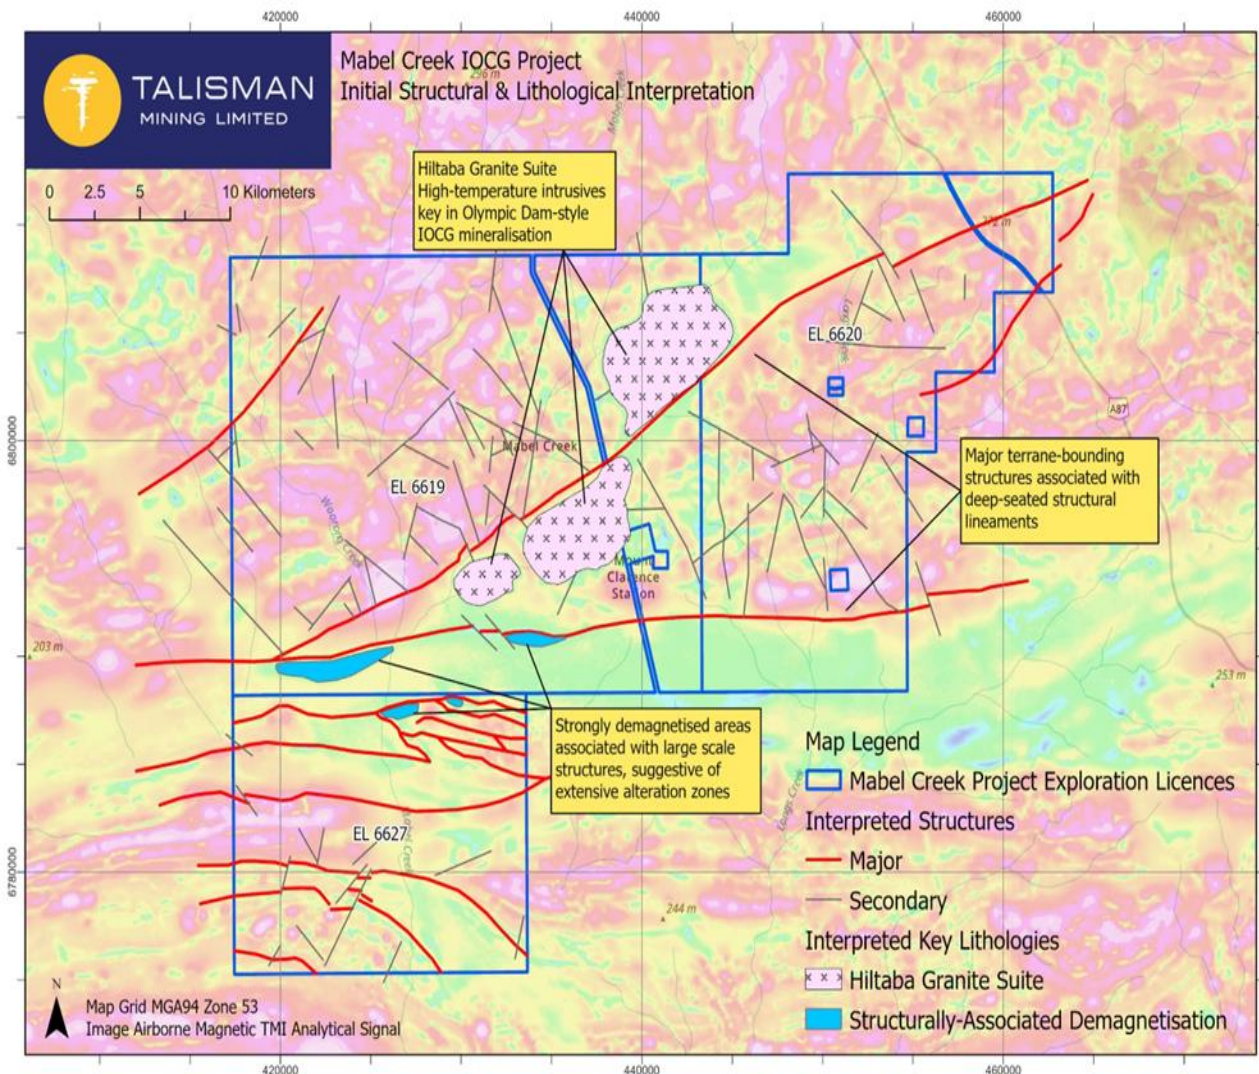 420000
440000
460000
TALISMAN
MINING LIMITED
Mabel Creek IOCG Project
Initial Structural & Lithological Interpretation
296 m
0 2.5 5 10 Kilometers
Hiltaba Granite Suite
High-temperature intrusives
key in Olympic Dam-style
IOCG mineralisation
272 m
EL 6620
A87
6800000
Mabel Creek
EL 6619
Major terrane-bounding
structures associated with
deep-seated structural
lineaments
Mount
Clarence
Station
203 m
253 m
Strongly demagnetised areas
associated with large scale
structures, suggestive of
extensive alteration zones
EL 6627
6780000
244 m
Map Legend
Mabel Creek Project Exploration Licences
Interpreted Structures
Major
Secondary
Interpreted Key Lithologies
Hiltaba Granite Suite
Structurally-Associated Demagnetisation
N
Map Grid MGA94 Zone 53
Image Airborne Magnetic TMI Analytical Signal
420000
440000
460000